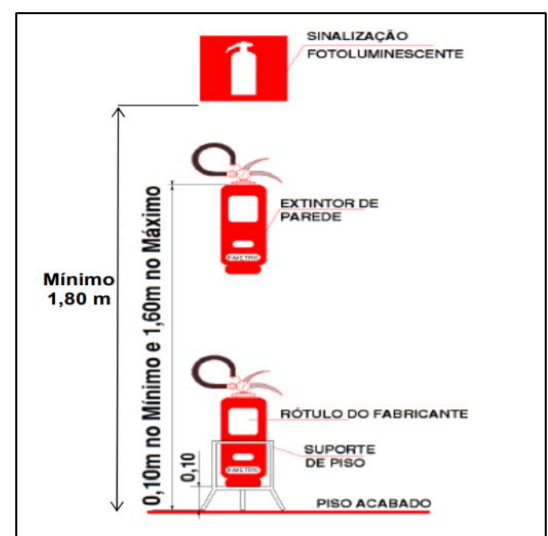 SINALIZAÇÃO
FOTOLUMINESCENTE
EXTINTOR DE
PAREDE
Mínimo
1,80 m
0,10m no Mínimo e 1,60m no Máximo
RÓTULO DO FABRICANTE
SUPORTE
DE PISO
0,10
PISO ACABADO